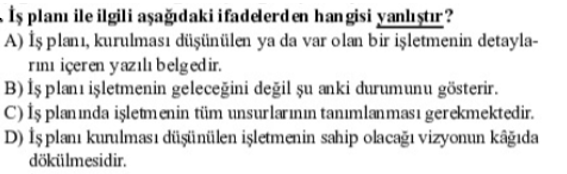 . İş planı ile ilgili aşağıdaki ifadelerden hangisi yanlıştır?
A) İş planı, kurulması düşünülen ya da var olan bir işletmenin detayla-
rını içeren yazılı belgedir.
B) İş planı işletmenin geleceğini değil şu anki durumunu gösterir.
C) İş planında işletmenin tüm unsurlarının tanımlanması gerekmektedir.
D) İş planı kurulması düşünülen işletmenin sahip olacağı vizyonun kâğıda
dökülmesidir.